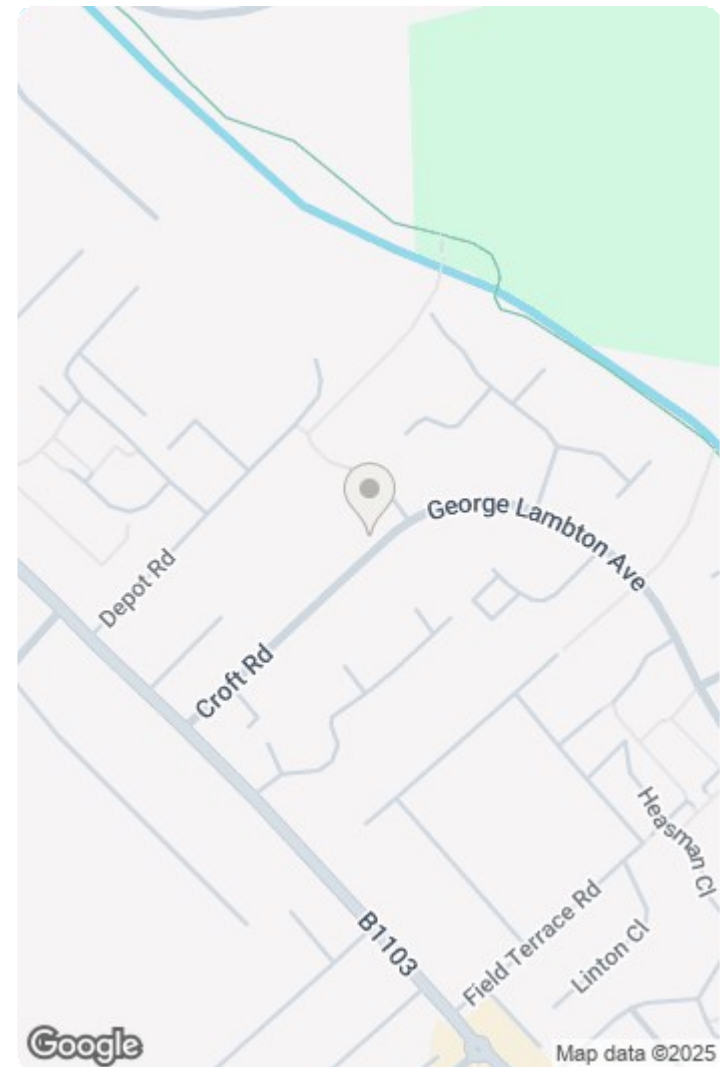 George Lambton Ave
Depot Rd
Croft Rd
Heasman Cl
B1103
Field Terrace Rd
Linton Cl
Google
Map data ©2025